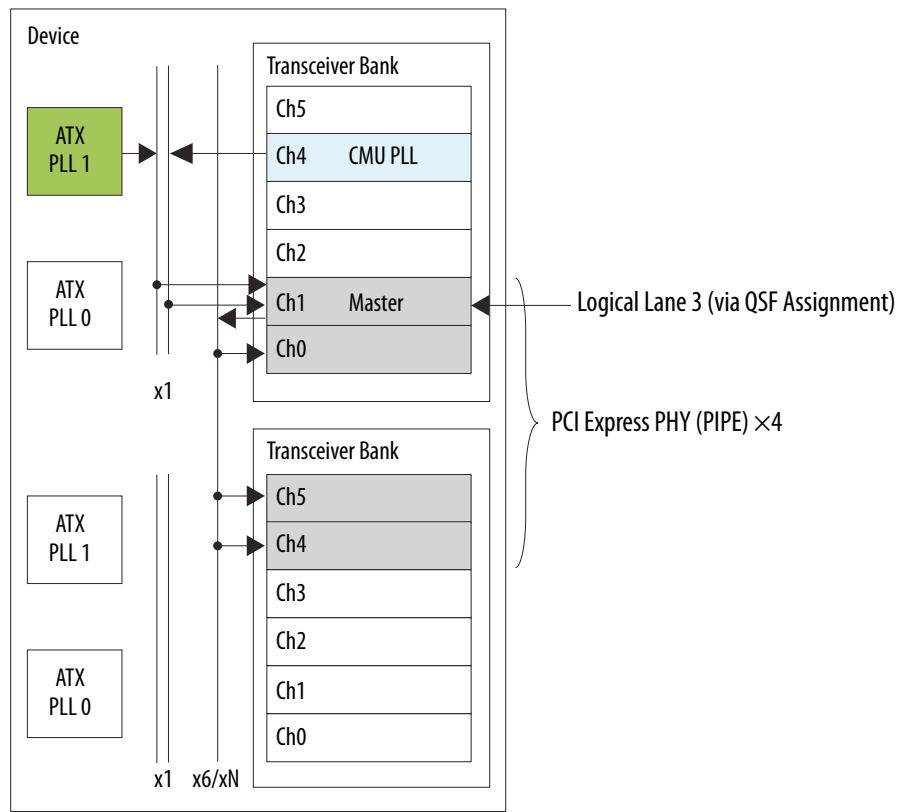 Device
Transceiver Bank
ATX
PLL 1
Ch5
Ch4 CMU PLL
Ch3
Ch2
ATX
PLL 0
Ch1 Master
Logical Lane 3 (via QSF Assignment)
Ch0
x1
PCI Express PHY (PIPE) ×4
Transceiver Bank
Ch5
ATX
PLL 1
Ch4
Ch3
Ch2
ATX
PLL 0
Ch1
Ch0
x1 x6/xN